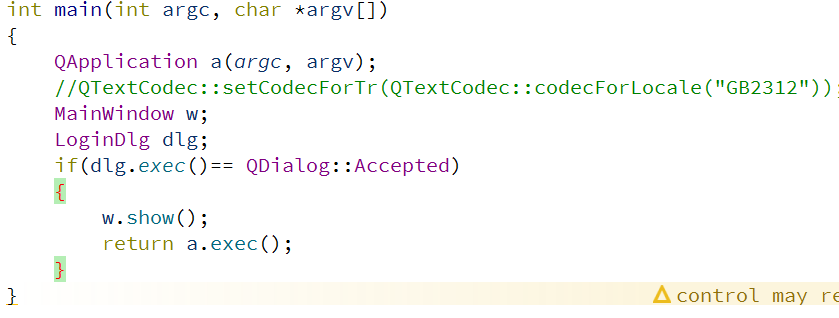 int main(int argc, char *argv[])
{
    QApplication a(argc, argv);
    //QTextCodec::setCodecForTr(QTextCodec::codecForLocale("GB2312"));
    MainWindow w;
    LoginDlg dlg;
    if(dlg.exec()== QDialog::Accepted)
    {
        w.show();
        return a.exec();
    }
}
control may re